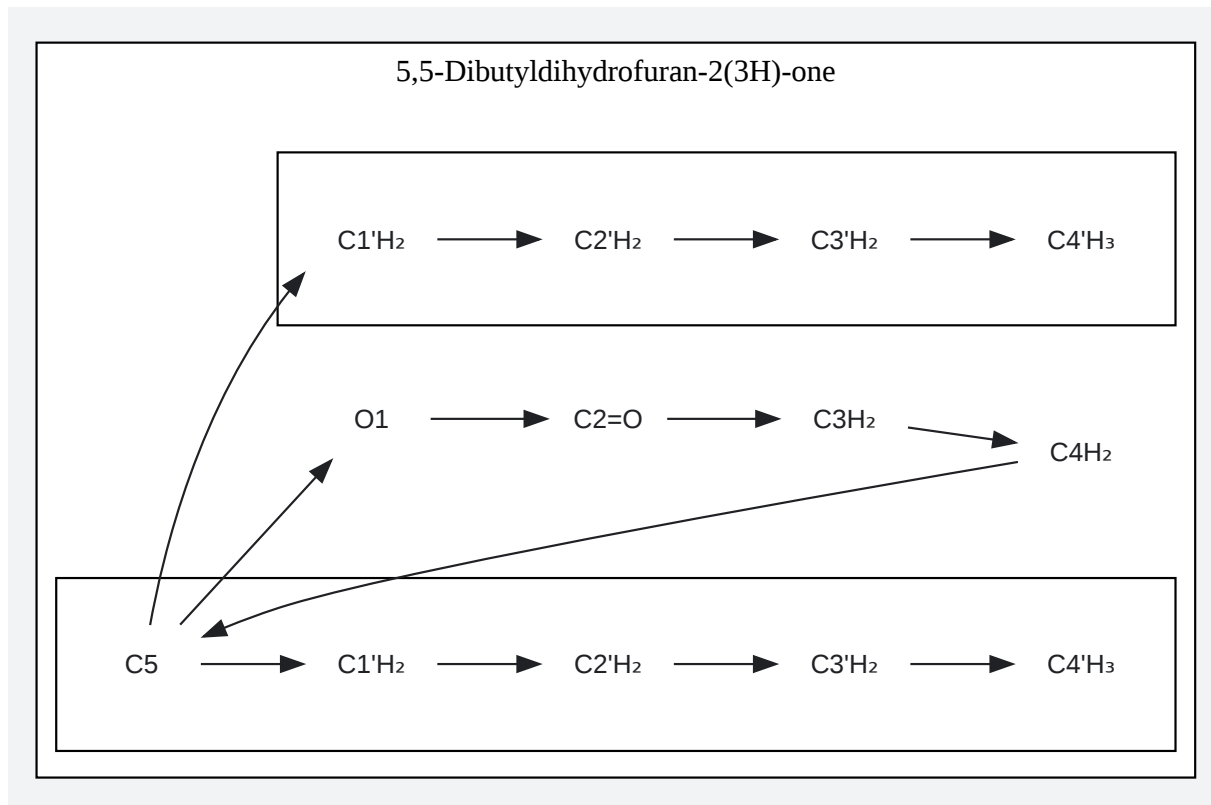 5,5-Dibutyldihydrofuran-2(3H)-one
C1'H₂ C2'H₂ C3'H₂ C4'H₃
O1 C2=O C3H₂
C4H₂
C5 C1'H₂ C2'H₂ C3'H₂ C4'H₃